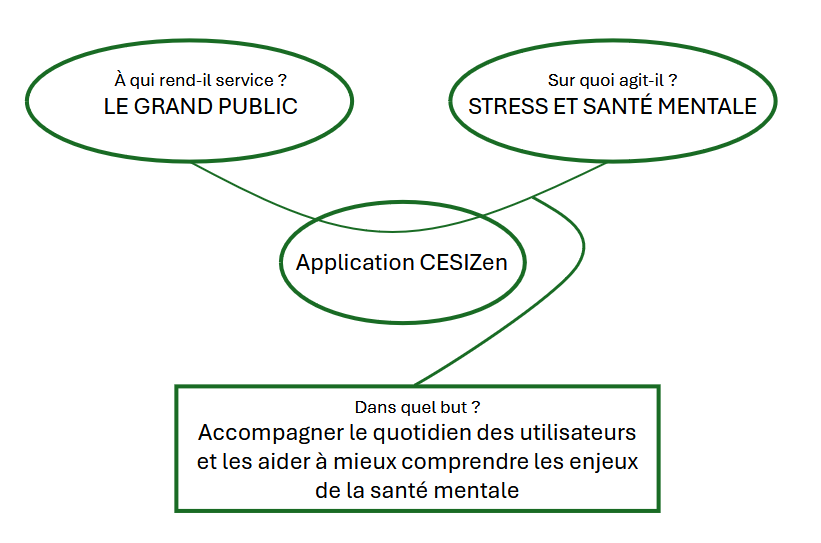 À qui rend-il service ?
LE GRAND PUBLIC
Sur quoi agit-il ?
STRESS ET SANTÉ MENTALE
Application CESIZen
Dans quel but ?
Accompagner le quotidien des utilisateurs
et les aider à mieux comprendre les enjeux
de la santé mentale